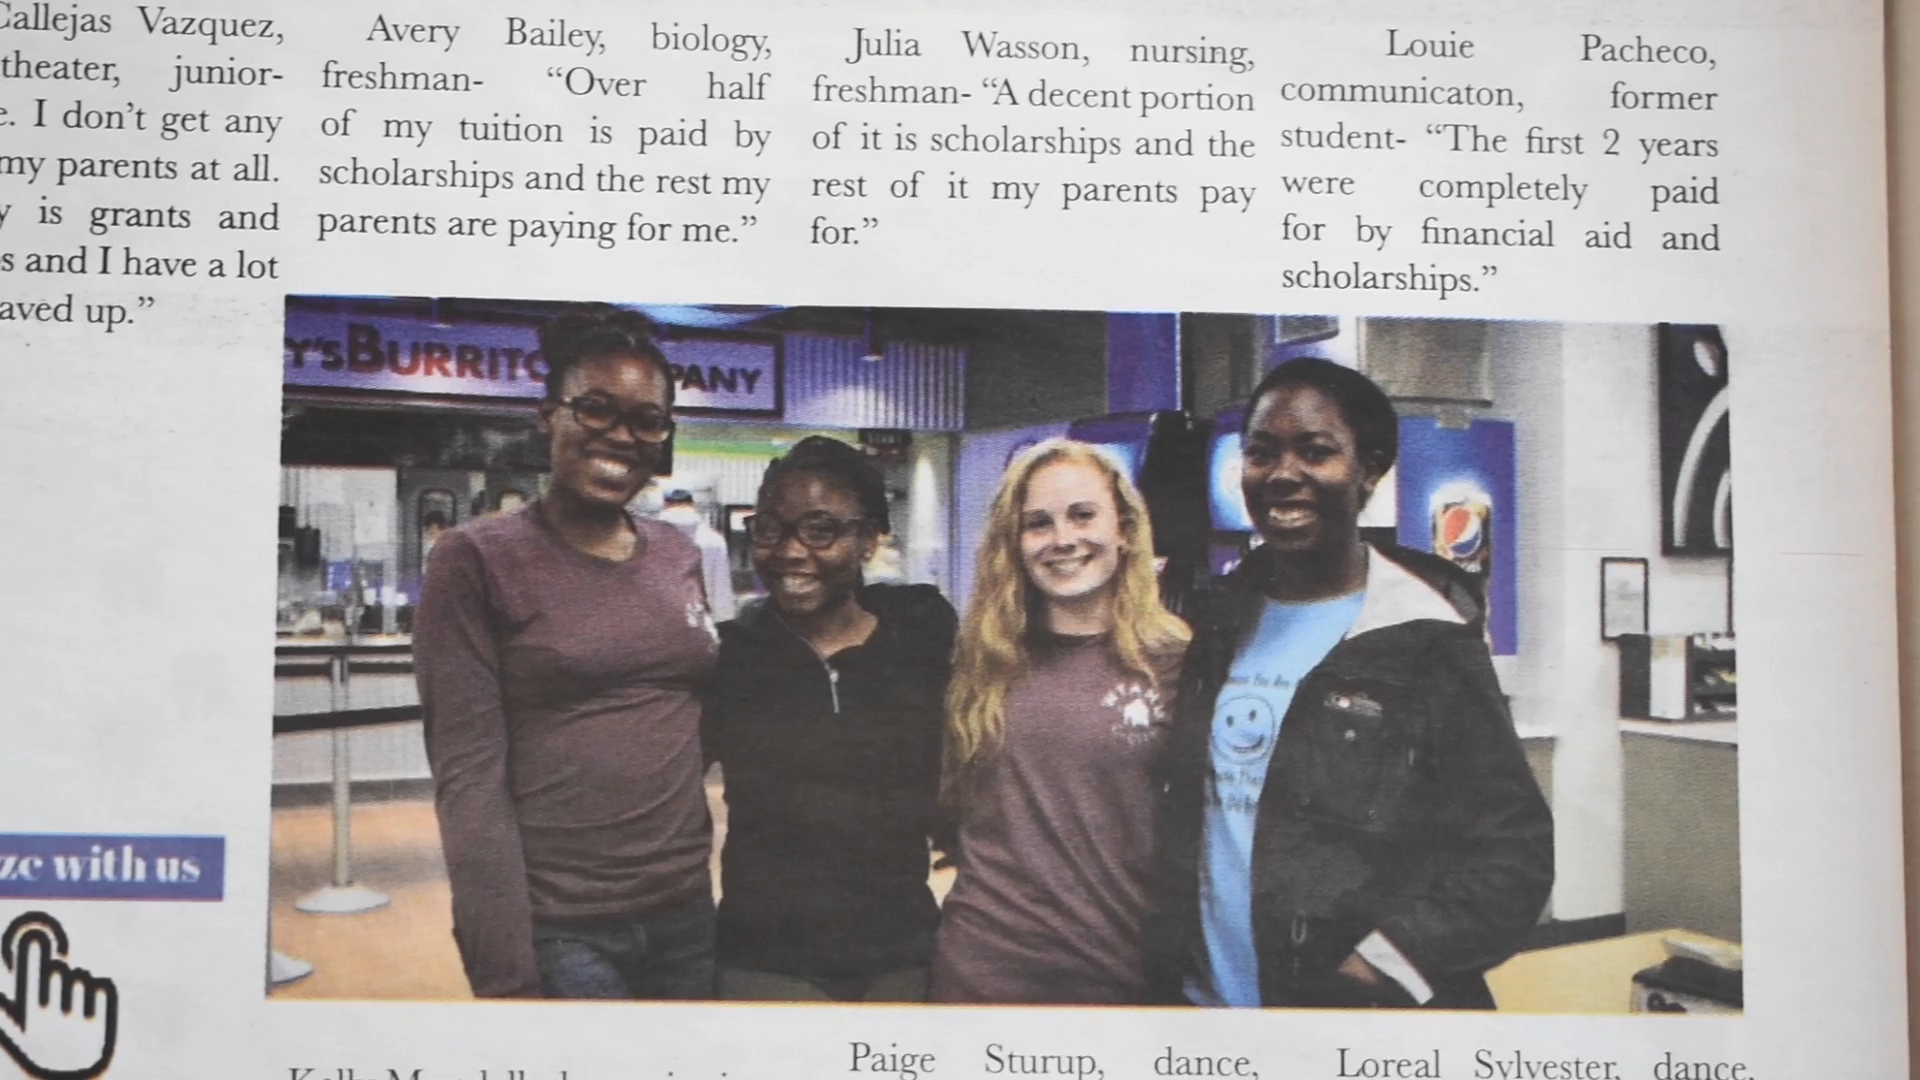 Callejas Vazquez,
theater, junior-
e. I don't get any
my parents at all.
y is grants and
s and I have a lot
aved up."
Avery Bailey, biology,
freshman- "Over half
of my tuition is paid by
scholarships and the rest my
parents are paying for me."
Julia Wasson, nursing,
freshman- "A decent portion
of it is scholarships and the
rest of it my parents pay
for."
Louie Pacheco,
communicaton, former
student- "The first 2 years
were completely paid
for by financial aid and
scholarships."
Y'S BURRITO PANY
with us
Paige Sturup, dance,
Loreal Sylvester, dance,